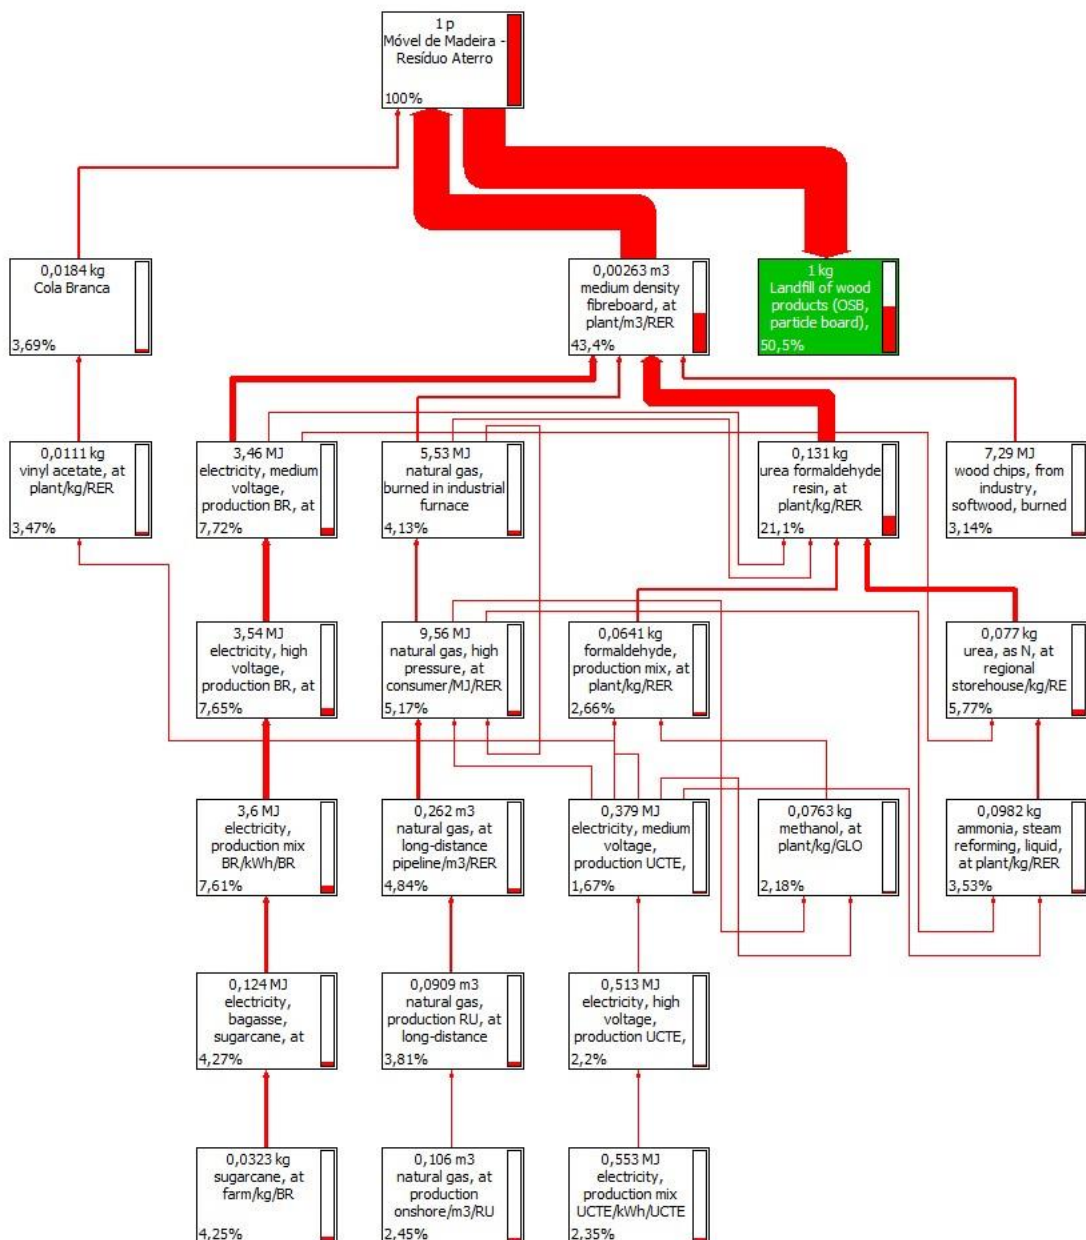 1 p
Móvel de Madeira -
Resíduo Aterro
100%
0,0184 kg
Cola Branca
3,69%
0,00263 m3
medium density
fibreboard, at
plant/m3/RER
43,4%
1 kg
Landfill of wood
products (OSB,
particle board),
50,5%
0,0111 kg
vinyl acetate, at
plant/kg/RER
3,47%
3,46 MJ
electricity, medium
voltage,
production BR, at
7,72%
5,53 MJ
natural gas,
burned in industrial
furnace
4,13%
0,131 kg
urea formaldehyde
resin, at
plant/kg/RER
21,1%
7,29 MJ
wood chips, from
industry,
softwood, burned
3,14%
3,54 MJ
electricity, high
voltage,
production BR, at
7,65%
9,56 MJ
natural gas, high
pressure, at
consumer/MJ/RER
5,17%
0,0641 kg
formaldehyde,
production mix, at
plant/kg/RER
2,66%
0,077 kg
urea, as N, at
regional
storehouse/kg/RE
5,77%
3,6 MJ
electricity,
production mix
BR/kWh/BR
7,61%
0,262 m3
natural gas, at
long-distance
pipeline/m3/RER
4,84%
0,379 MJ
electricity, medium
voltage,
production UCTE,
1,67%
0,0763 kg
methanol, at
plant/kg/GLO
2,18%
0,0982 kg
ammonia, steam
reforming, liquid,
at plant/kg/RER
3,53%
0,124 MJ
electricity,
bagasse,
sugarcane, at
4,27%
0,0909 m3
natural gas,
production RU, at
long-distance
3,81%
0,513 MJ
electricity, high
voltage,
production UCTE,
2,2%
0,0323 kg
sugarcane, at
farm/kg/BR
4,25%
0,106 m3
natural gas, at
production
onshore/m3/RU
2,45%
0,553 MJ
electricity,
production mix
UCTE/kWh/UCTE
2,35%